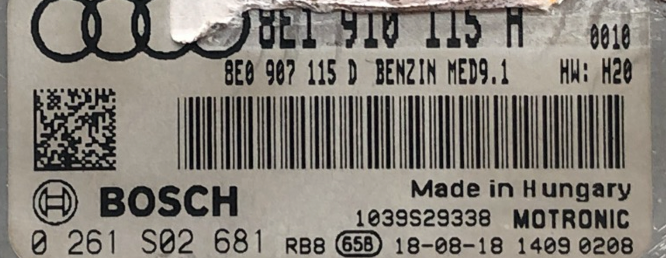 8E1 910 115 H 0010
8E0 907 115 D BENZIN MED9.1 HW: H20
BOSCH
Made in Hungary
1039S29338 MOTRONIC
0 261 S02 681 RB8 65B 18-08-18 1409 0208